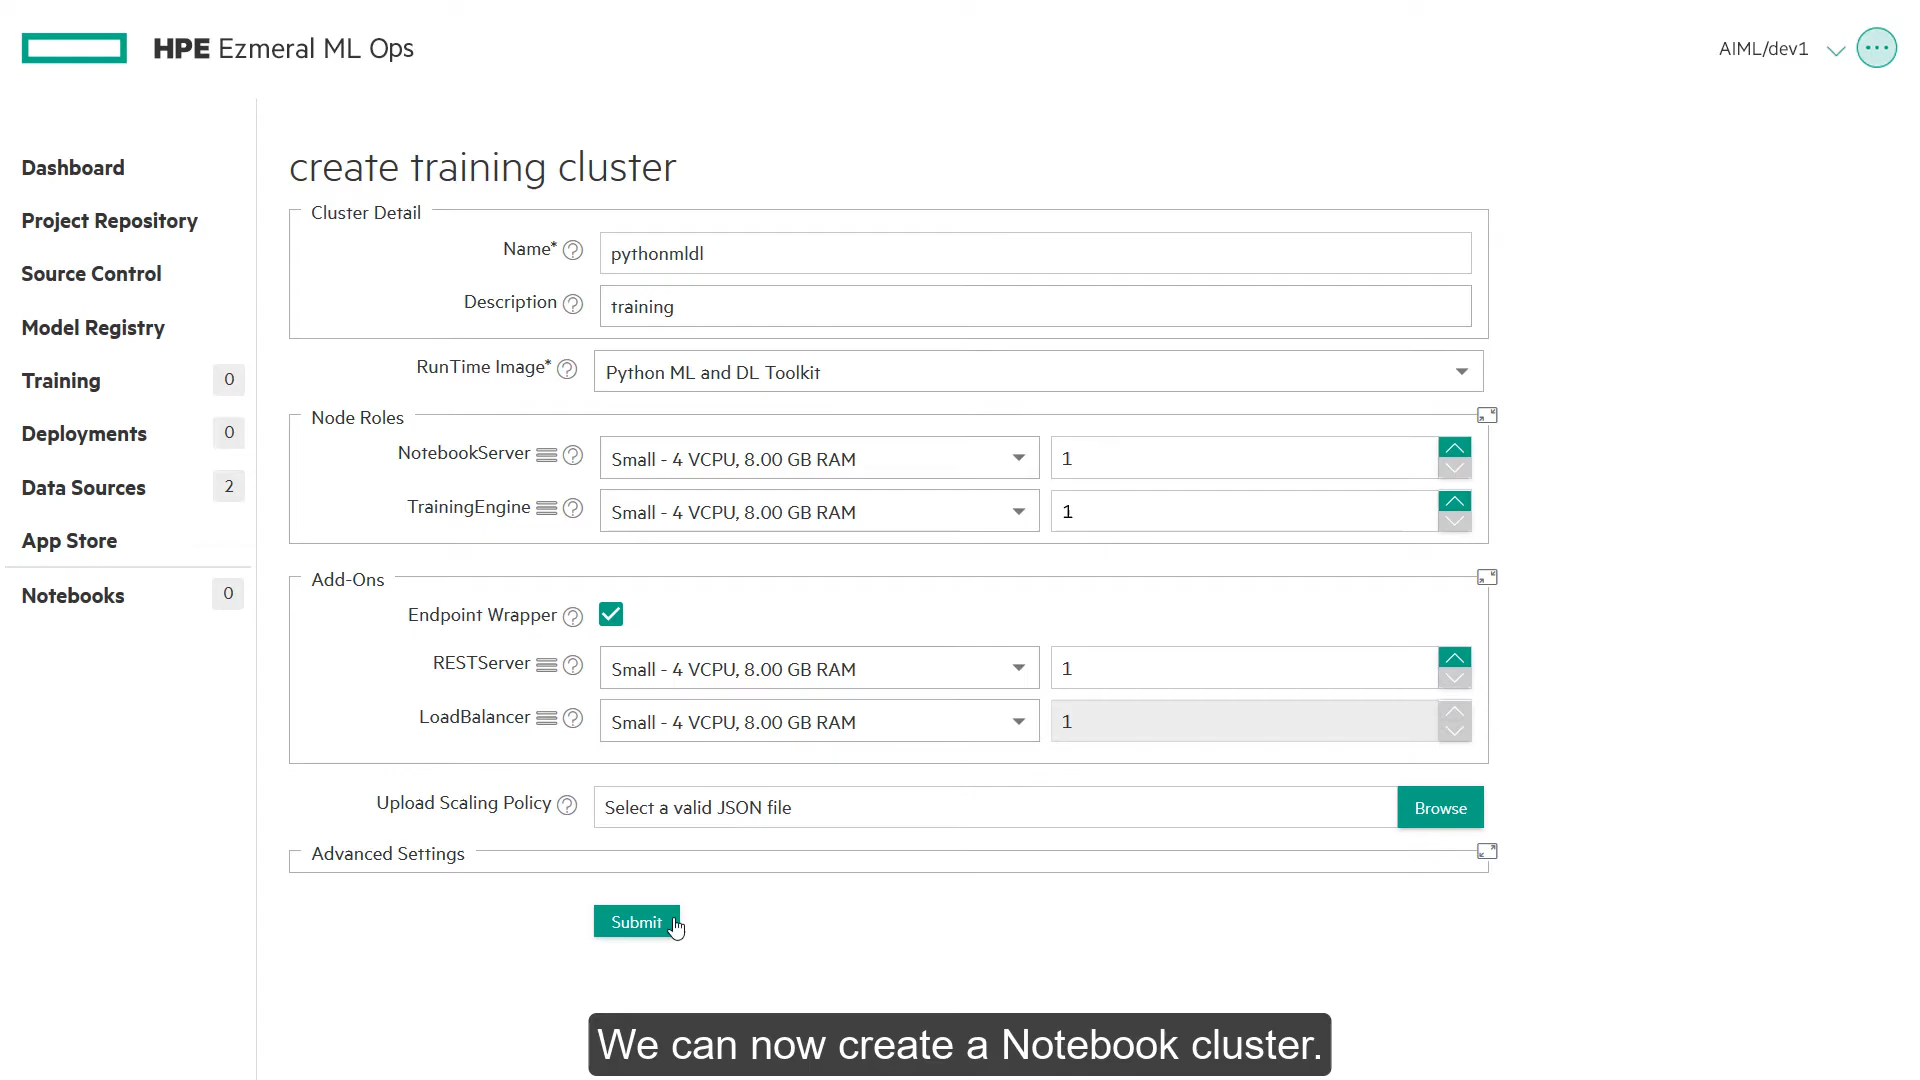 HPE Ezmeral ML Ops
AIML/dev1
Dashboard
Project Repository
Source Control
Model Registry
Training 0
Deployments 0
Data Sources 2
App Store
Notebooks 0
create training cluster
Cluster Detail
Name* ? pythonmldl
Description ? training
RunTime Image* ? Python ML and DL Toolkit
Node Roles
NotebookServer ? Small - 4 VCPU, 8.00 GB RAM 1
TrainingEngine ? Small - 4 VCPU, 8.00 GB RAM 1
Add-Ons
Endpoint Wrapper ?
RESTServer ? Small - 4 VCPU, 8.00 GB RAM 1
LoadBalancer ? Small - 4 VCPU, 8.00 GB RAM 1
Upload Scaling Policy ? Select a valid JSON file Browse
Advanced Settings
Submit
We can now create a Notebook cluster.